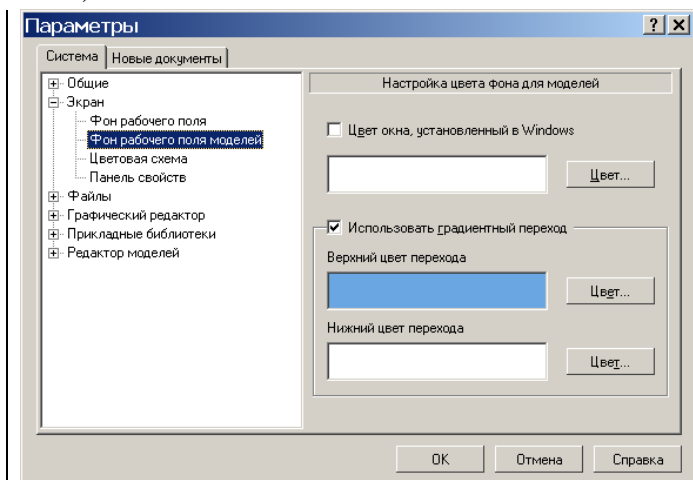 Параметры
Система
Новые документы
Общие
Экран
Фон рабочего поля
Фон рабочего поля моделей
Цветовая схема
Панель свойств
Файлы
Графический редактор
Прикладные библиотеки
Редактор моделей
Настройка цвета фона для моделей
Цвет окна, установленный в Windows
Цвет...
Использовать градиентный переход
Верхний цвет перехода
Цвет...
Нижний цвет перехода
Цвет...
OK
Отмена
Справка